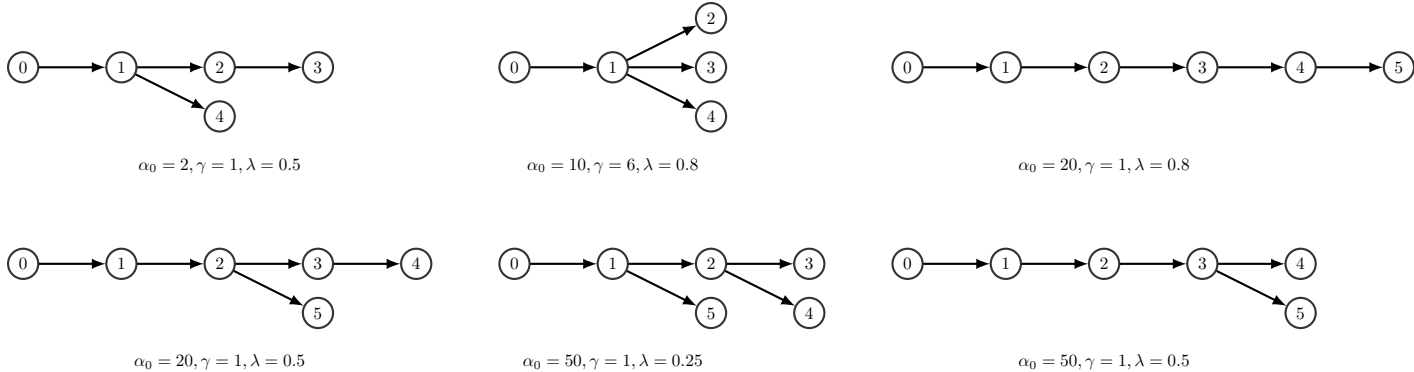 2
0 1 2 3
0 1 3
0 1 2 3 4 5
4
4
α₀ = 2, γ = 1, λ = 0.5
α₀ = 10, γ = 6, λ = 0.8
α₀ = 20, γ = 1, λ = 0.8
0 1 2 3 4
0 1 2 3
0 1 2 3 4
5
5 4
5
α₀ = 20, γ = 1, λ = 0.5
α₀ = 50, γ = 1, λ = 0.25
α₀ = 50, γ = 1, λ = 0.5